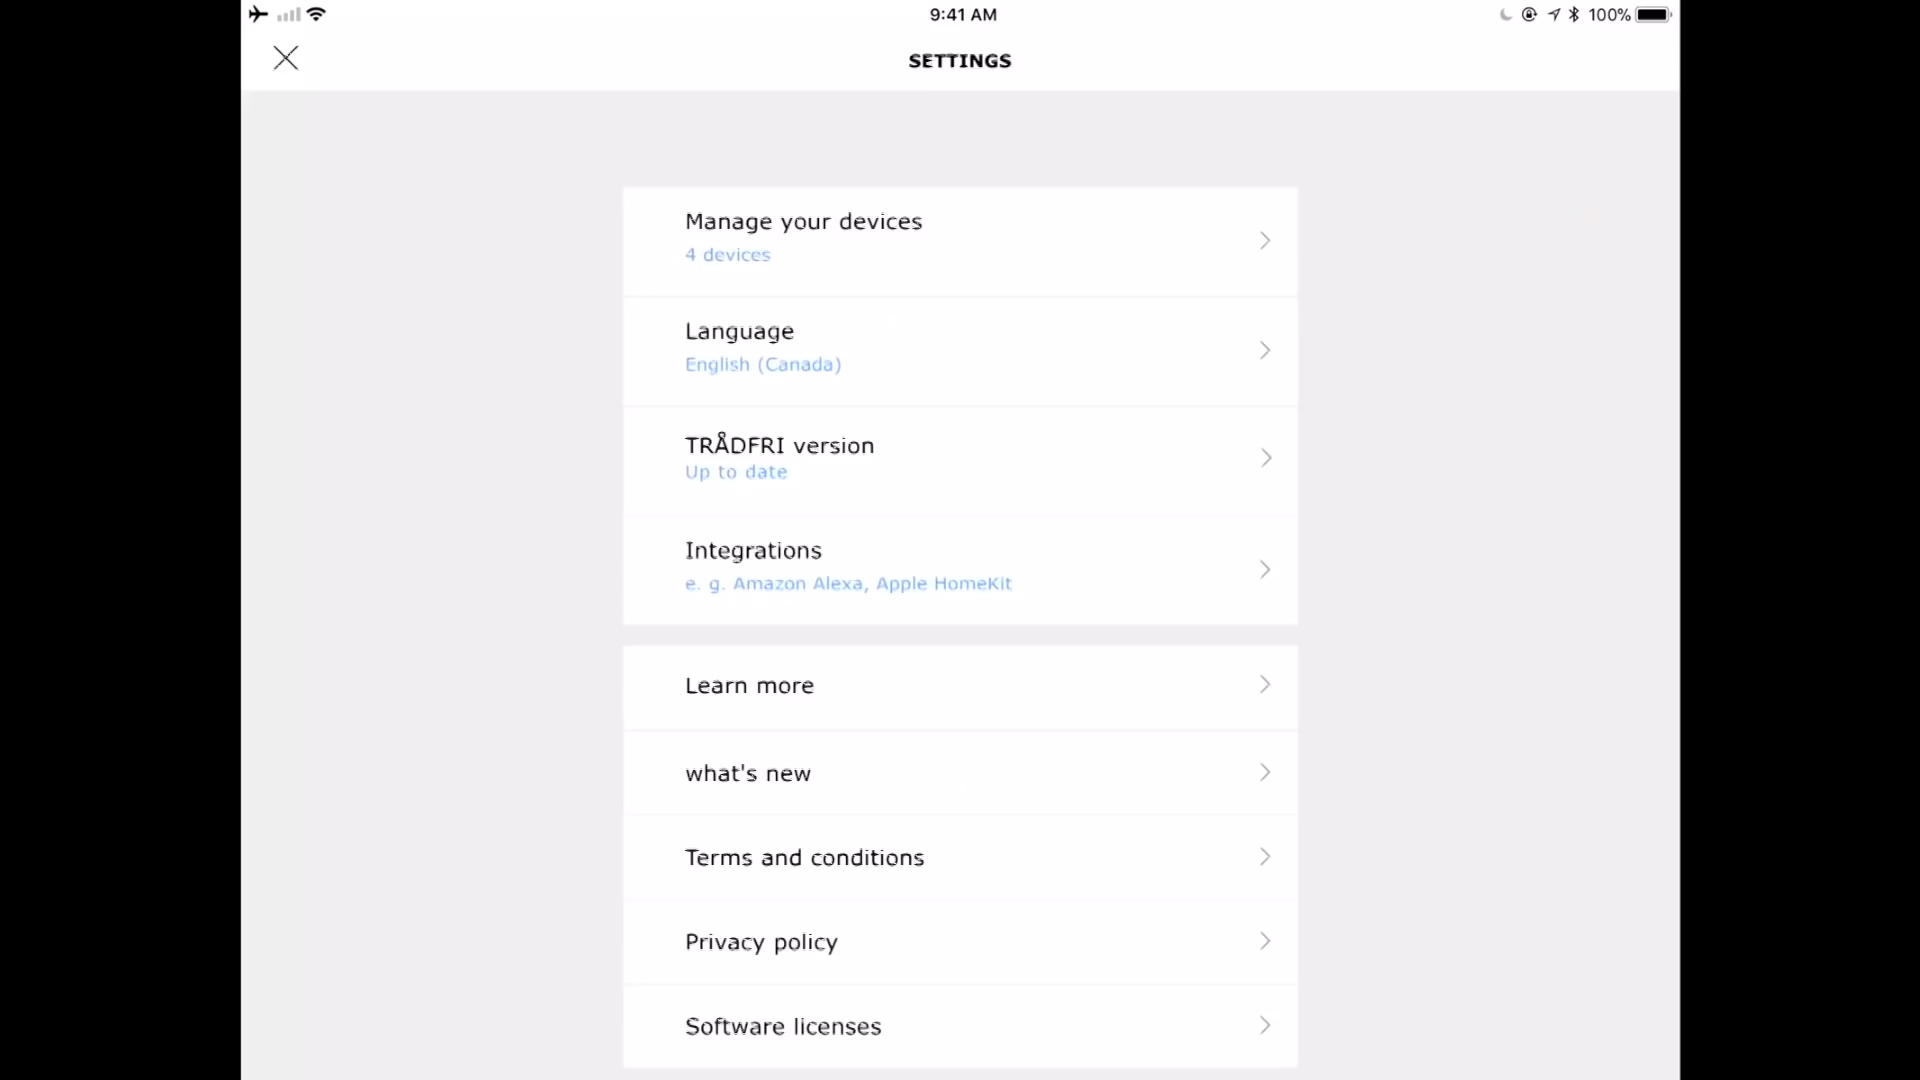 9:41 AM
100%
SETTINGS
Manage your devices
4 devices
Language
English (Canada)
TRÅDFRI version
Up to date
Integrations
e. g. Amazon Alexa, Apple HomeKit
Learn more
what's new
Terms and conditions
Privacy policy
Software licenses